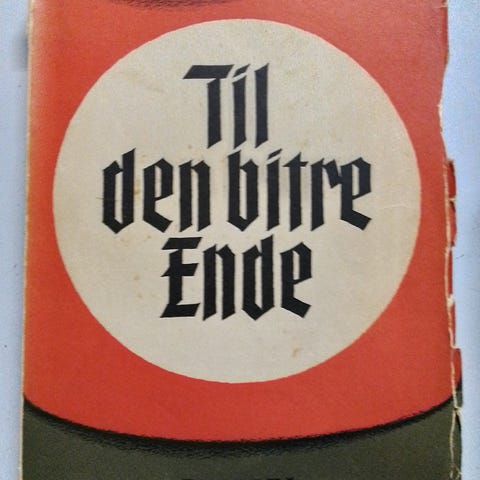 Til
den bitre
Ende